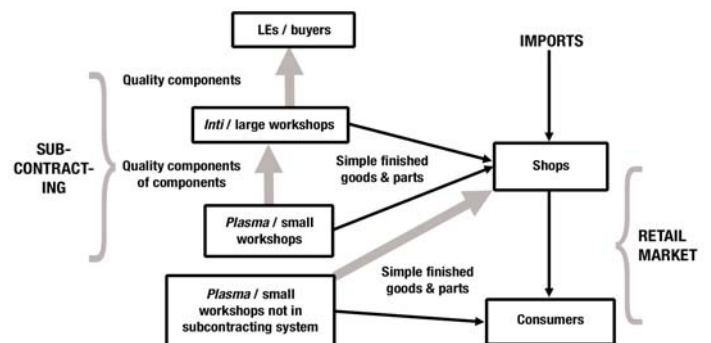 LEs / buyers
IMPORTS
Quality components
Inti / large workshops
SUB-
CONTRACT-
ING
Quality components
of components
Simple finished
goods & parts
Shops
Plasma / small
workshops
RETAIL
MARKET
Simple finished
goods & parts
Plasma / small
workshops not in
subcontracting system
Consumers